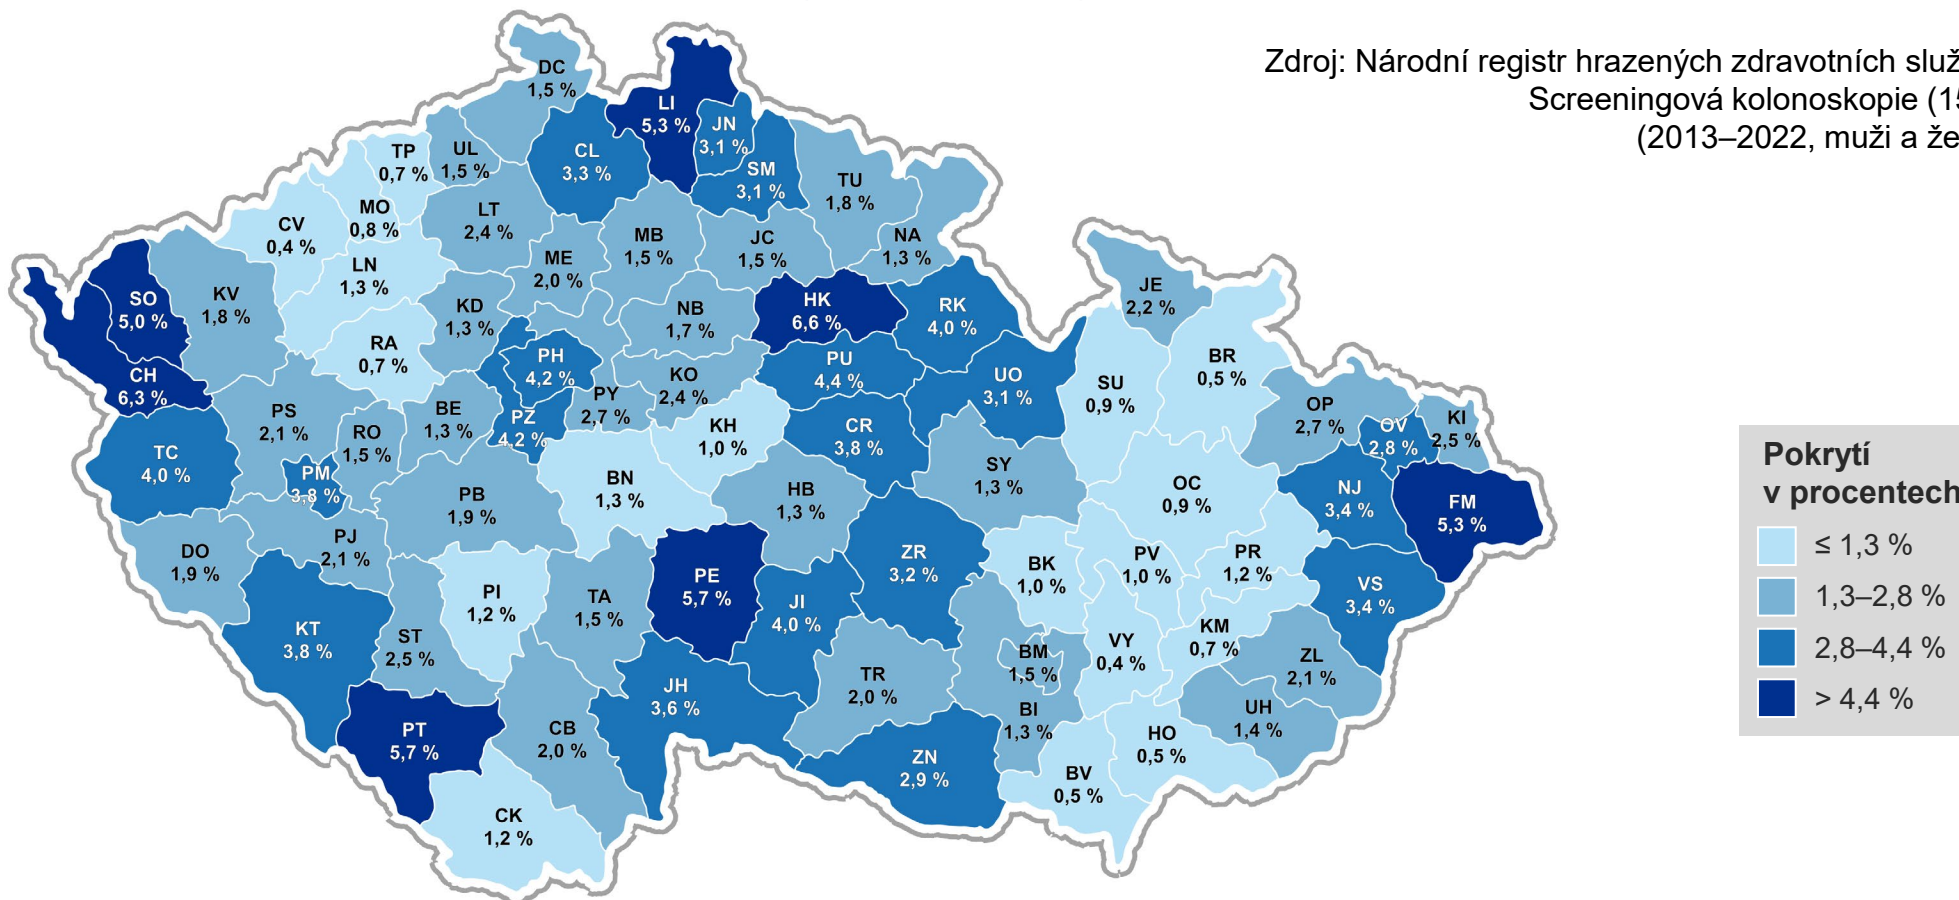 Zdroj: Národní registr hrazených zdravotních služ
Screeningová kolonoskopie (15
(2013–2022, muži a že
DC
1,5 %
LI
5,3 %
JN
3,1 %
TP
0,7 %
UL
1,5 %
CL
3,3 %
SM
3,1 %
TU
1,8 %
MO
0,8 %
CV
0,4 %
LT
2,4 %
MB
1,5 %
JC
1,5 %
NA
1,3 %
LN
1,3 %
ME
2,0 %
JE
2,2 %
SO
5,0 %
KV
1,8 %
KD
1,3 %
NB
1,7 %
HK
6,6 %
RK
4,0 %
RA
0,7 %
PH
4,2 %
PU
4,4 %
BR
0,5 %
CH
6,3 %
KO
2,4 %
UO
3,1 %
SU
0,9 %
PS
2,1 %
BE
1,3 %
PY
2,7 %
PZ
4,2 %
OP
2,7 %
KI
2,5 %
OV
2,8 %
RO
1,5 %
KH
1,0 %
CR
3,8 %
TC
4,0 %
PM
3,8 %
BN
1,3 %
SY
1,3 %
PB
1,9 %
HB
1,3 %
OC
0,9 %
NJ
3,4 %
FM
5,3 %
DO
1,9 %
PJ
2,1 %
ZR
3,2 %
BK
1,0 %
PV
1,0 %
PR
1,2 %
PE
5,7 %
VS
3,4 %
PI
1,2 %
TA
1,5 %
JI
4,0 %
KT
3,8 %
ST
2,5 %
KM
0,7 %
VY
0,4 %
BM
1,5 %
ZL
2,1 %
TR
2,0 %
JH
3,6 %
PT
5,7 %
CB
2,0 %
BI
1,3 %
UH
1,4 %
HO
0,5 %
ZN
2,9 %
BV
0,5 %
CK
1,2 %
Pokrytí
v procentech
≤ 1,3 %
1,3–2,8 %
2,8–4,4 %
> 4,4 %